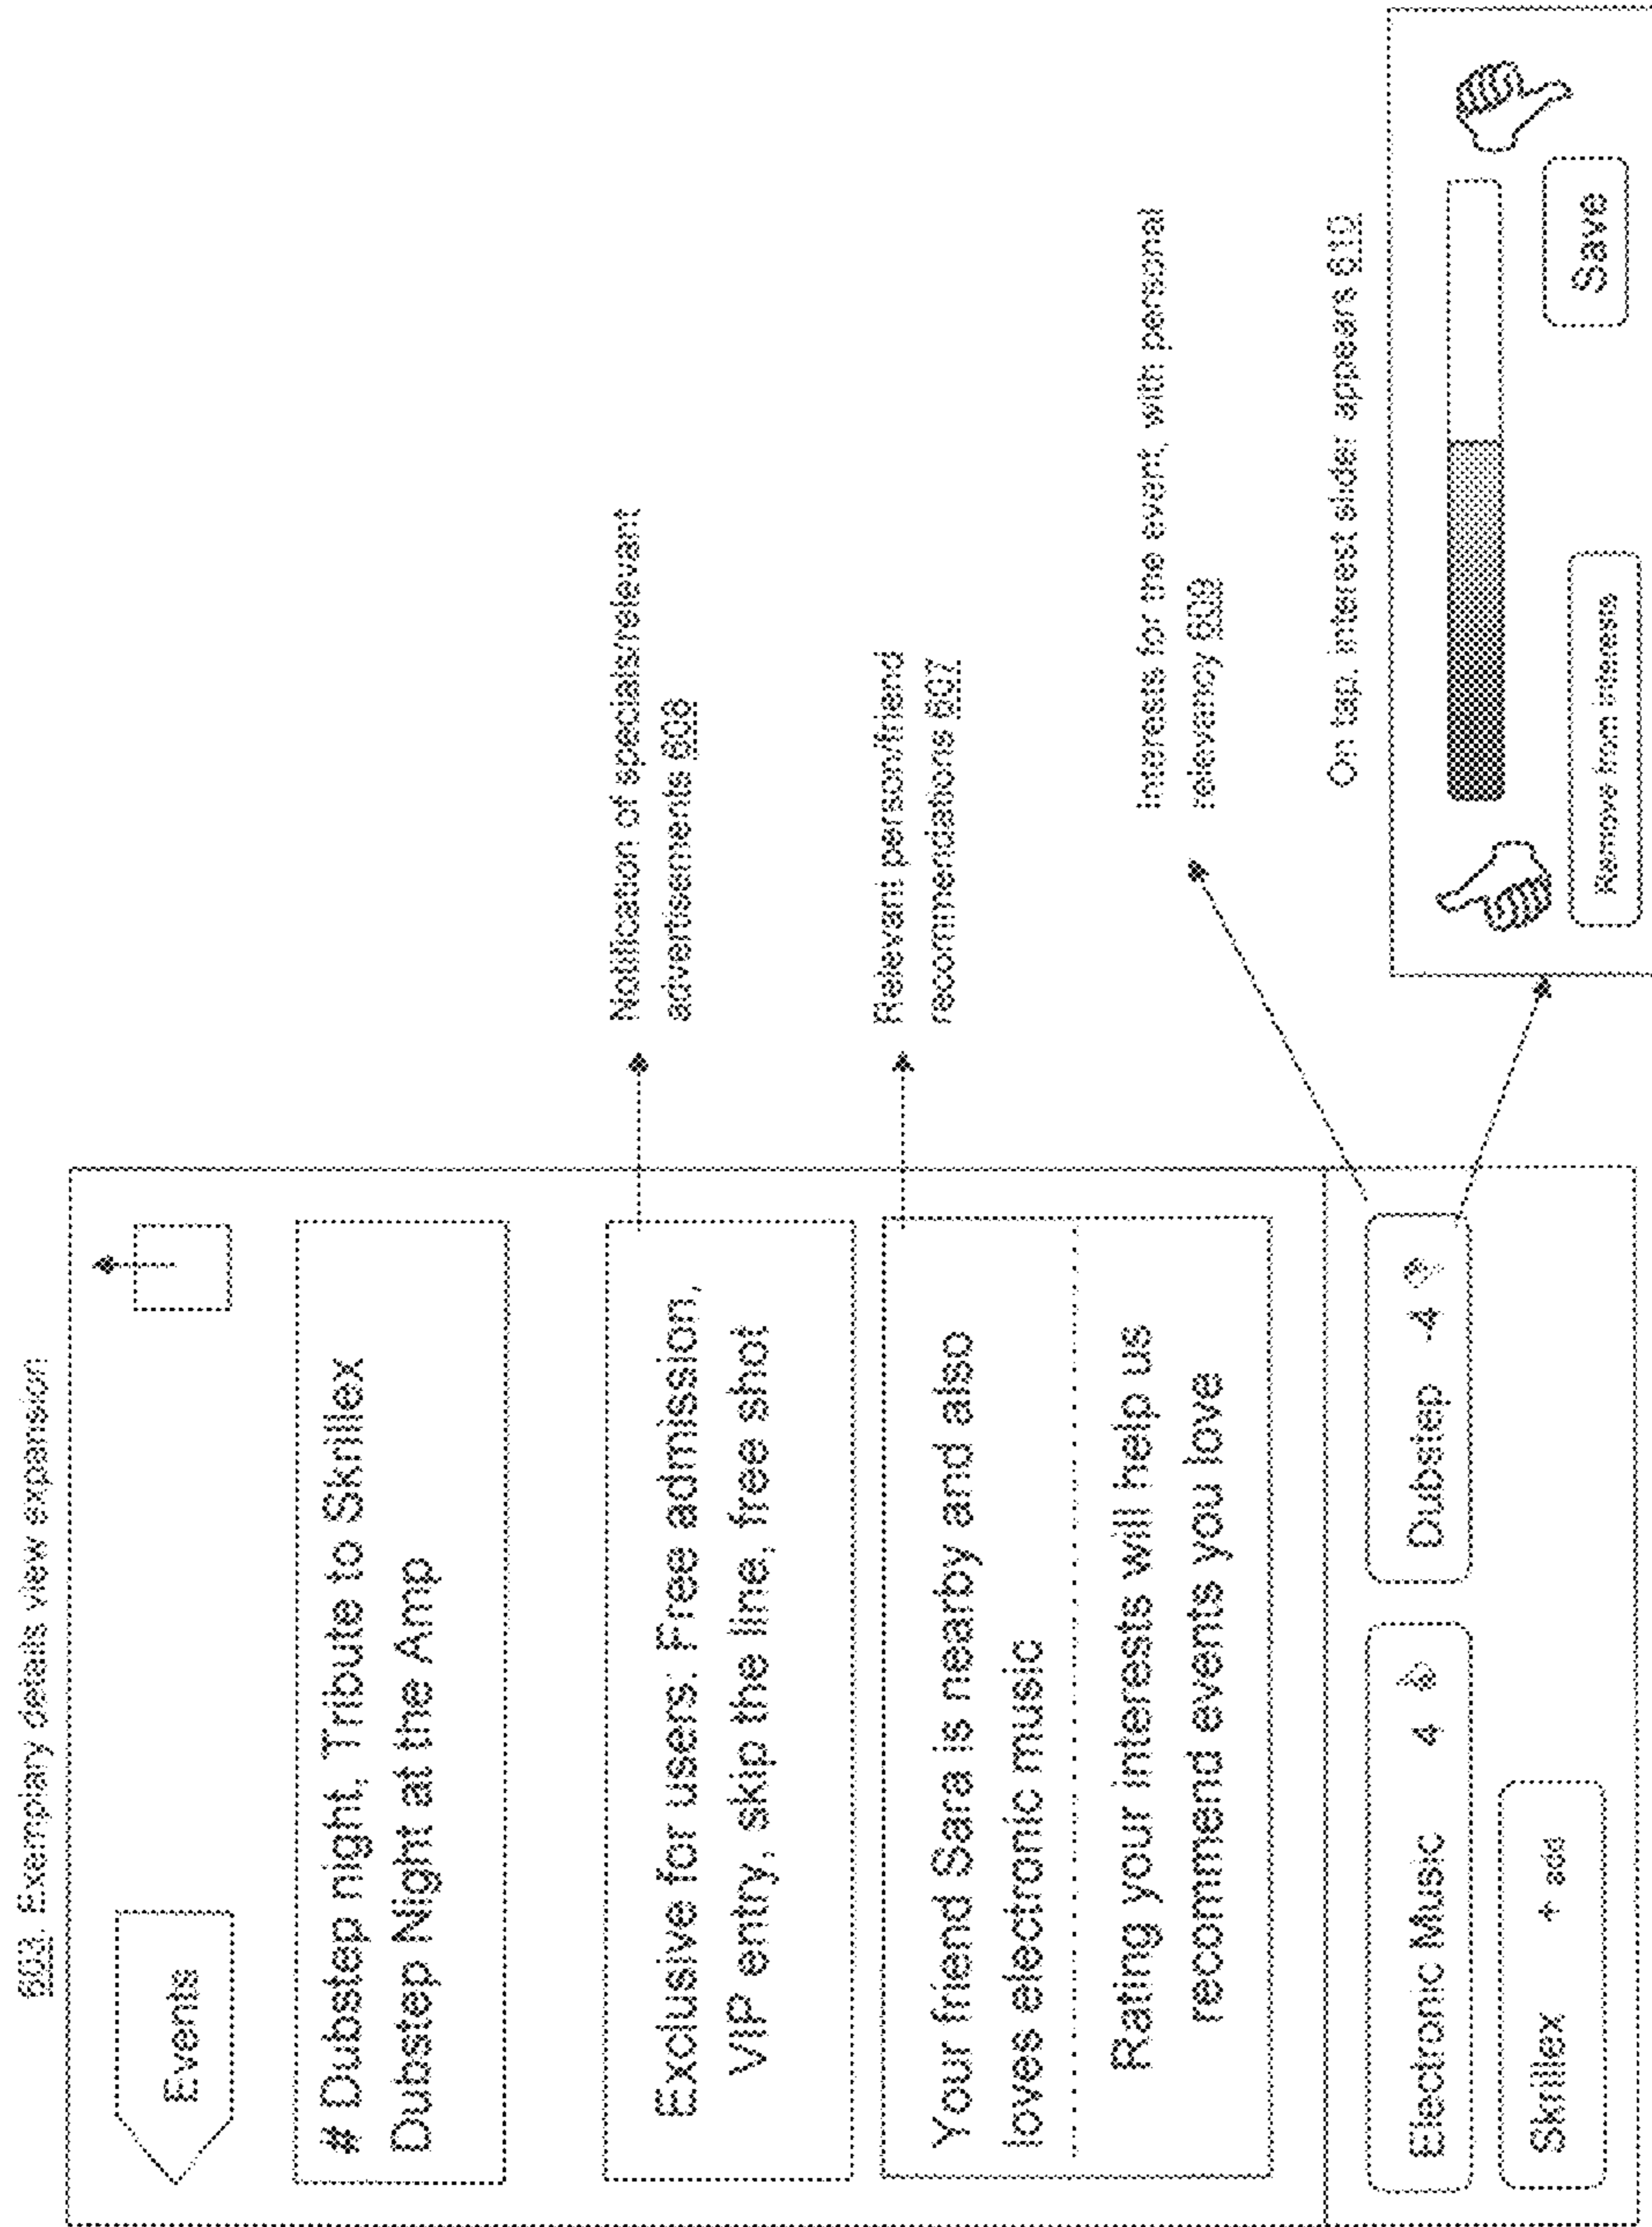 603. Exemplary details view expansion
Events
# Dubstep night, Tribute to Skrillex
Dubstep Night at the Amp
Exclusive for users: Free admission,
VIP entry, skip the line, free shot
Notification of specials/relevant
advertisements 606
Your friend Sara is nearby and also
loves electronic music
Relevant person/friend
recommendations 607
Rating your interests will help us
recommend events you love
Interests for the event, with personal
relevancy 609
Electronic Music 4
Dubstep -4
Skrillex + add
On tap, interest slider appears 610
Remove from interests
Save